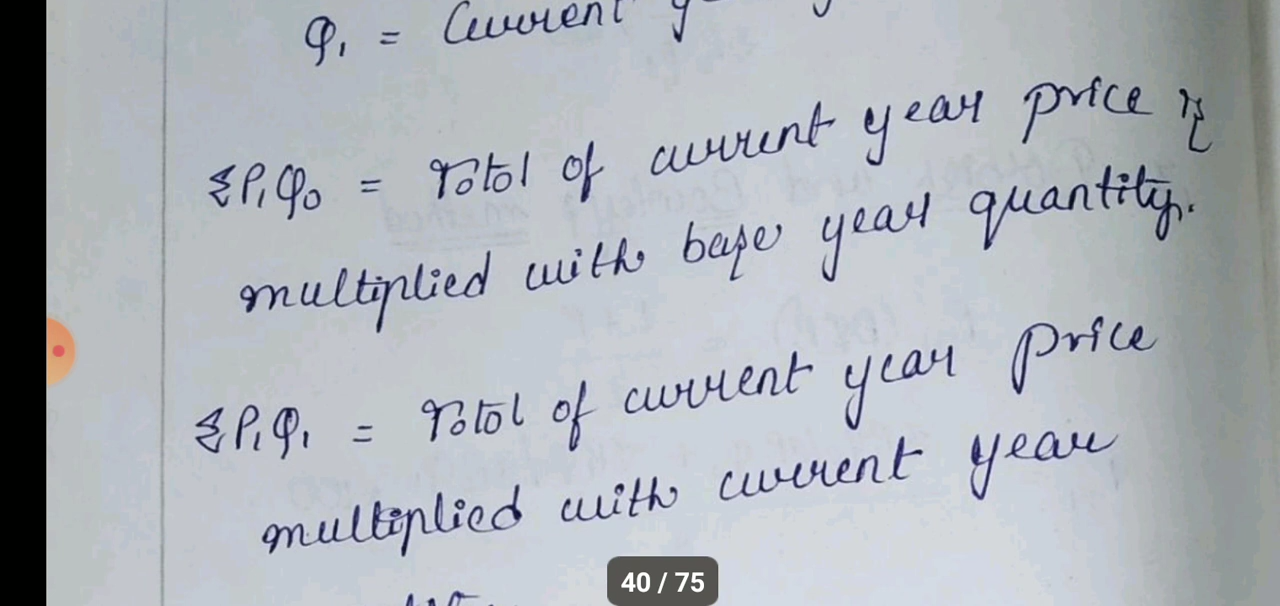 Q₁ = Current
ΣP₁Q₀ = Total of current year price
multiplied with base year quantity.
ΣP₁Q₁ = Total of current year price
multiplied with current year
40 / 75